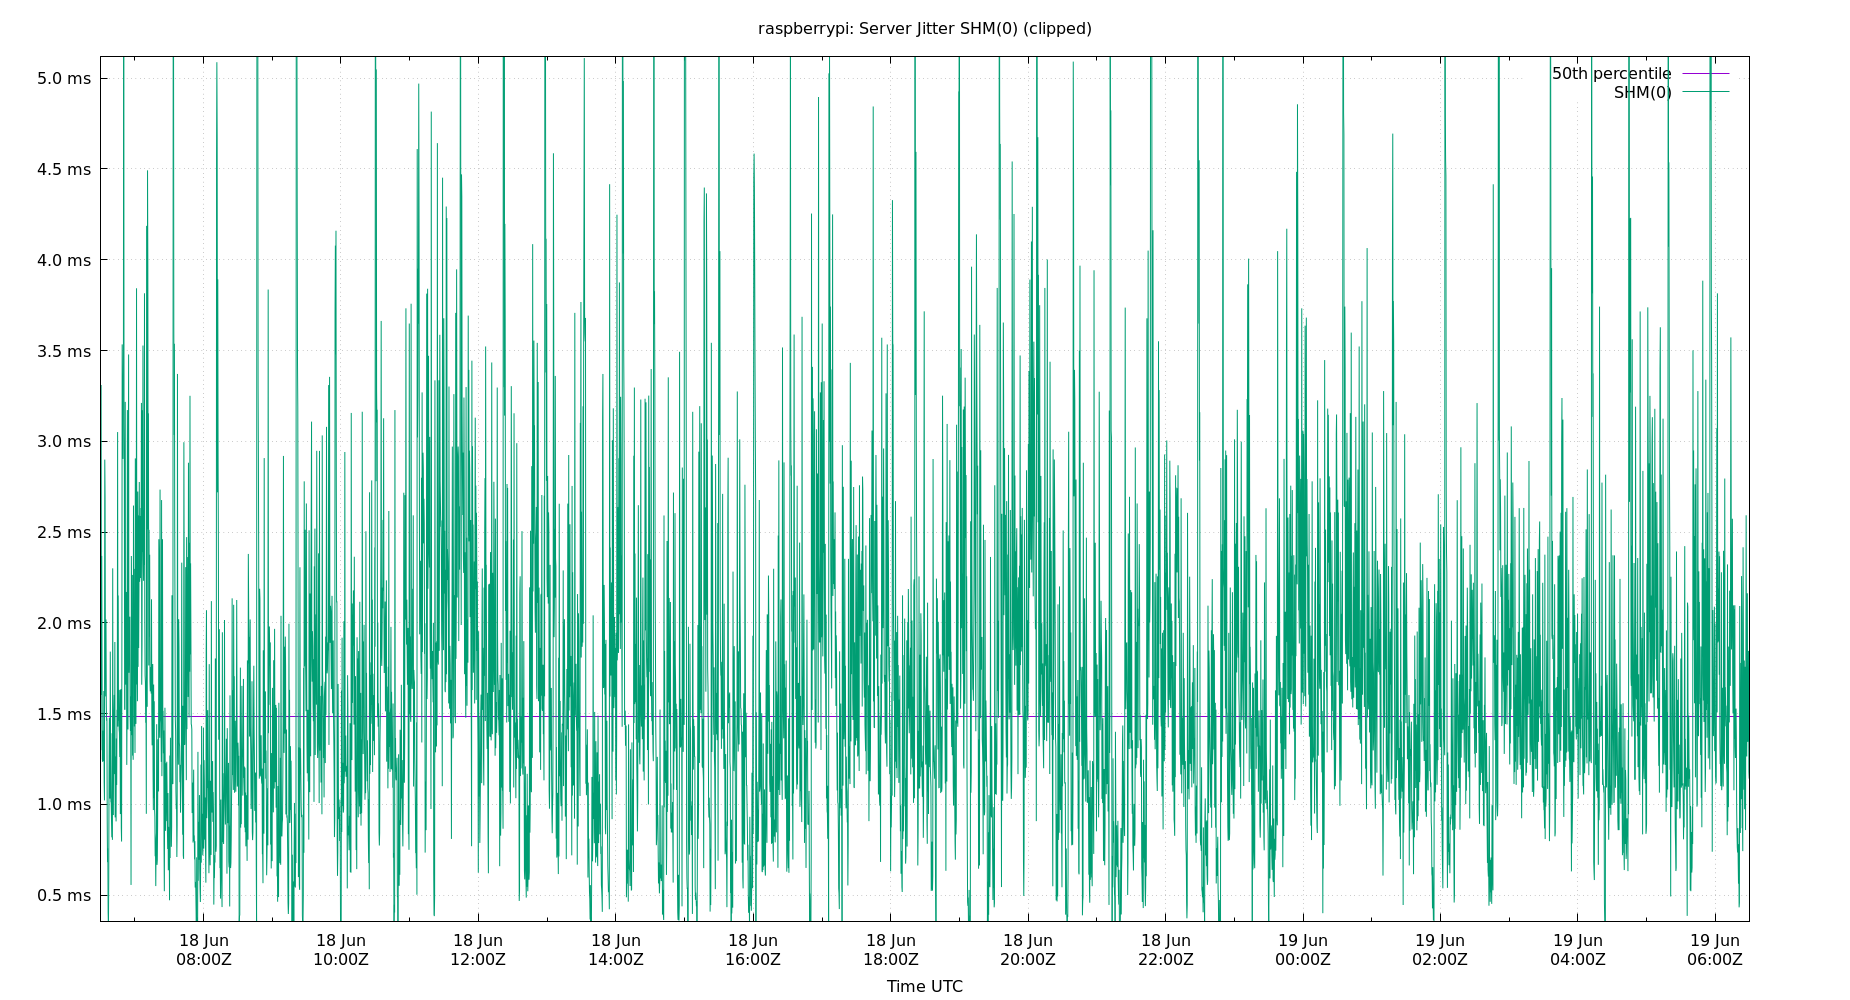 raspberrypi: Server Jitter SHM(0) (clipped)
50th percentile
SHM(0)
5.0 ms
4.5 ms
4.0 ms
3.5 ms
3.0 ms
2.5 ms
2.0 ms
1.5 ms
1.0 ms
0.5 ms
18 Jun 18 Jun 18 Jun 18 Jun 18 Jun 18 Jun 18 Jun 18 Jun 19 Jun 19 Jun 19 Jun 19 Jun
08:00Z 10:00Z 12:00Z 14:00Z 16:00Z 18:00Z 20:00Z 22:00Z 00:00Z 02:00Z 04:00Z 06:00Z
Time UTC